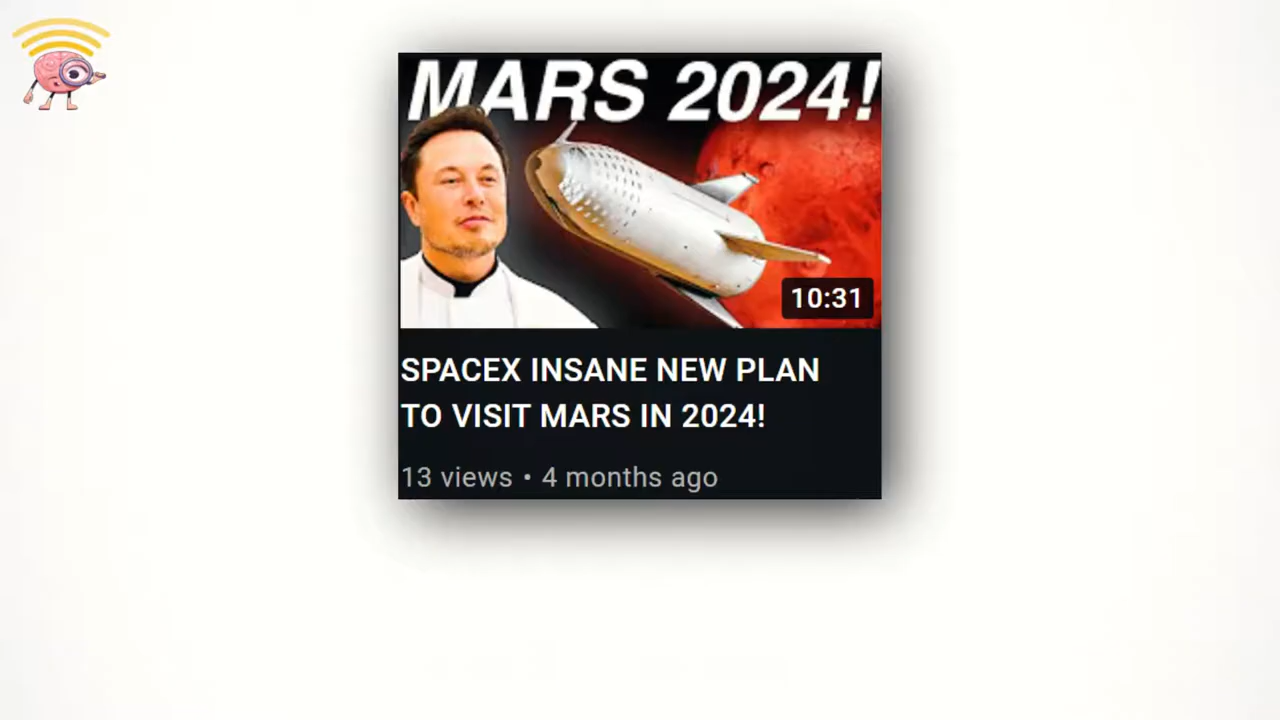 MARS 2024!
10:31
SPACEX INSANE NEW PLAN
TO VISIT MARS IN 2024!
13 views • 4 months ago